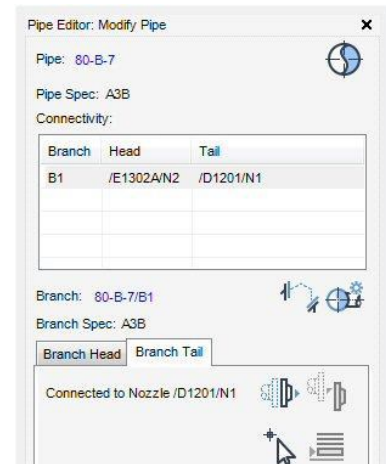 Pipe Editor: Modify Pipe
Pipe: 80-B-7
Pipe Spec: A3B
Connectivity:
Branch Head Tail
B1 /E1302A/N2 /D1201/N1
Branch: 80-B-7/B1
Branch Spec: A3B
Branch Head Branch Tail
Connected to Nozzle /D1201/N1